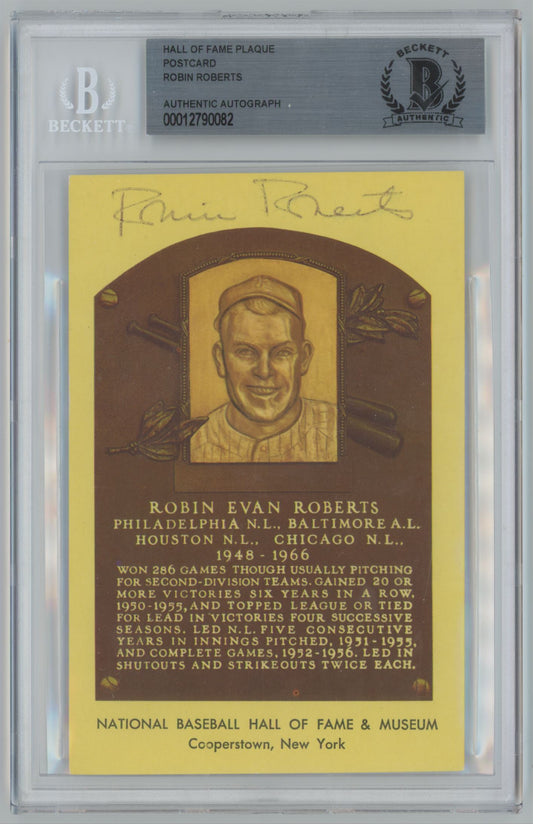 HALL OF FAME PLAQUE
POSTCARD
ROBIN ROBERTS
AUTHENTIC AUTOGRAPH
00012790082
B
BECKETT
BECKETT
B
AUTHENTIC
Robin Roberts
ROBIN EVAN ROBERTS
PHILADELPHIA N.L., BALTIMORE A.L.
HOUSTON N.L., CHICAGO N.L.,
1948 - 1966
WON 286 GAMES THOUGH USUALLY PITCHING
FOR SECOND-DIVISION TEAMS. GAINED 20 OR
MORE VICTORIES SIX YEARS IN A ROW,
1950-1955, AND TOPPED LEAGUE OR TIED
FOR LEAD IN VICTORIES FOUR SUCCESSIVE
SEASONS. LED N.L. FIVE CONSECUTIVE
YEARS IN INNINGS PITCHED, 1951-1955,
AND COMPLETE GAMES, 1952-1956. LED IN
SHUTOUTS AND STRIKEOUTS TWICE EACH.
NATIONAL BASEBALL HALL OF FAME & MUSEUM
Cooperstown, New York